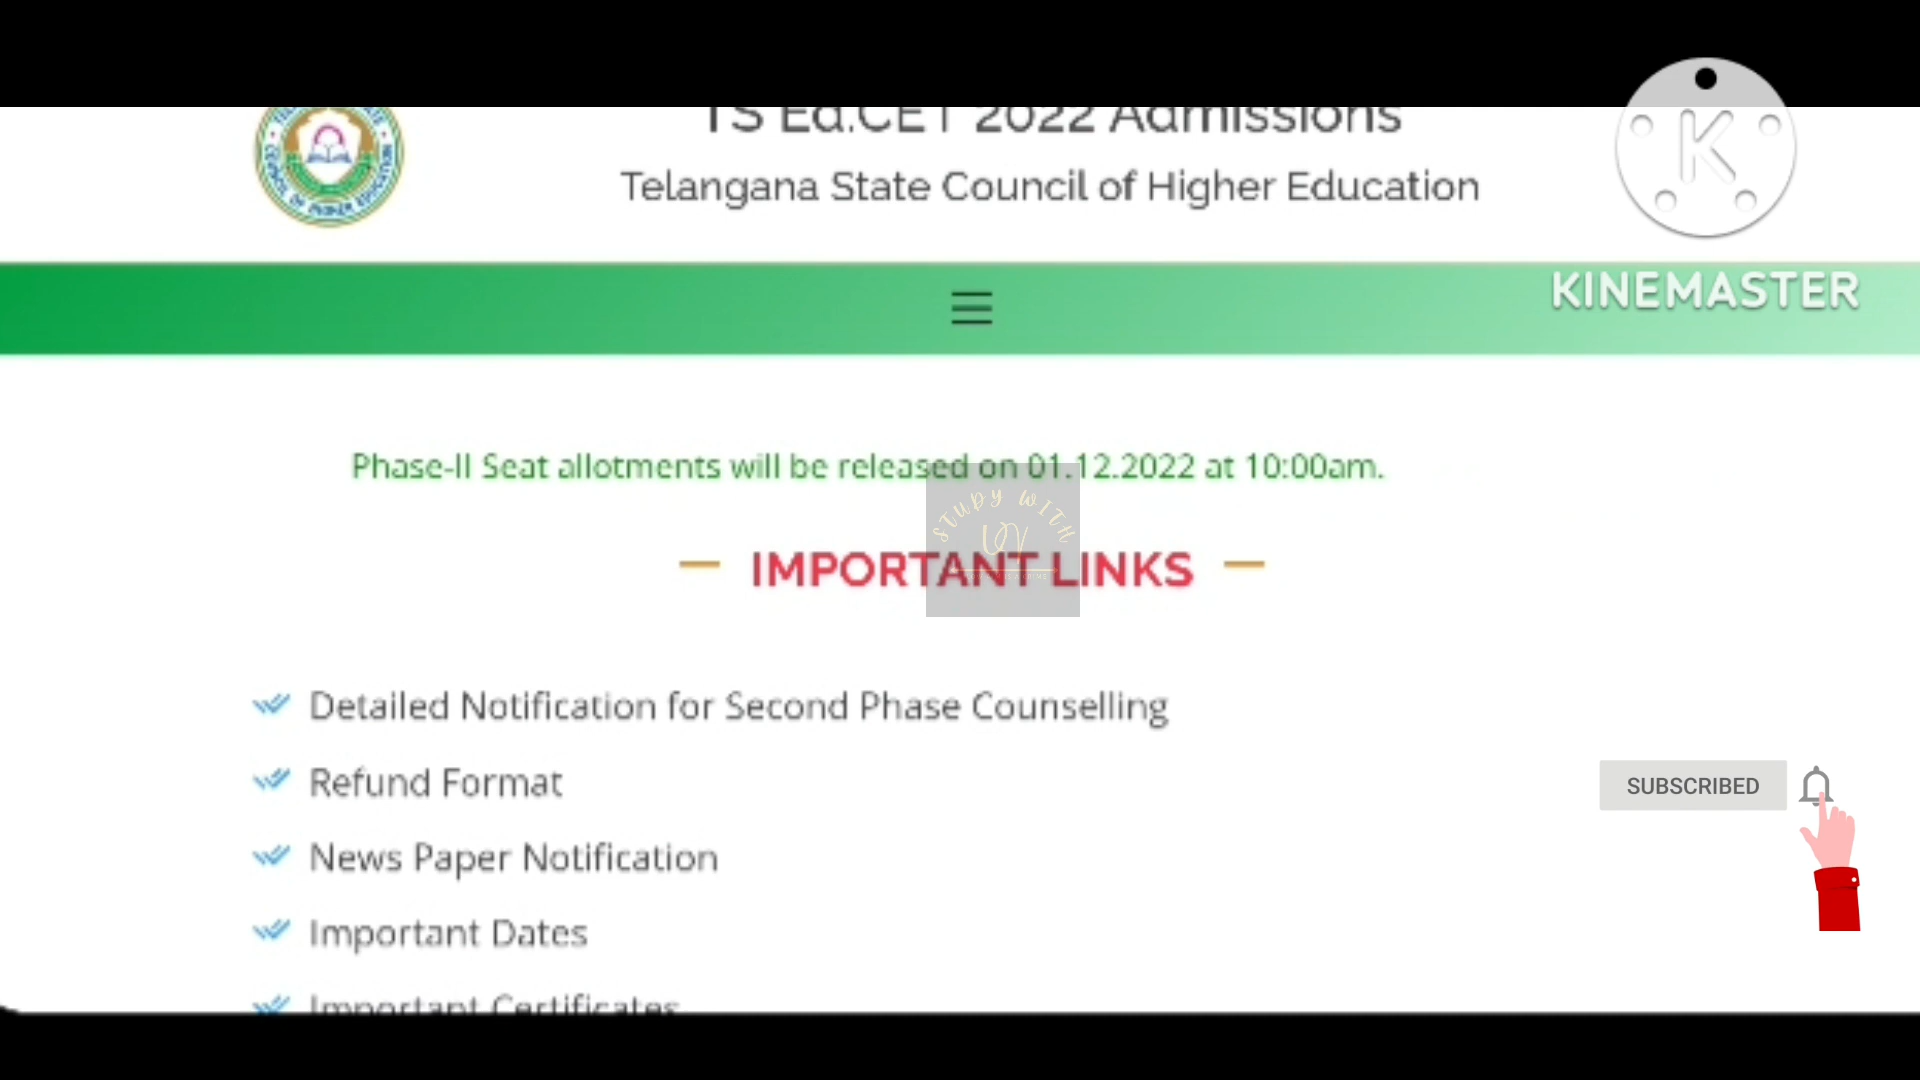 TS Ed.CET 2022 Admissions
Telangana State Council of Higher Education
K
KINEMASTER
Phase-II Seat allotments will be released on 01.12.2022 at 10:00am.
STUDY WITH
IMPORTANT LINKS
Detailed Notification for Second Phase Counselling
Refund Format
SUBSCRIBED
News Paper Notification
Important Dates
Important Certificates